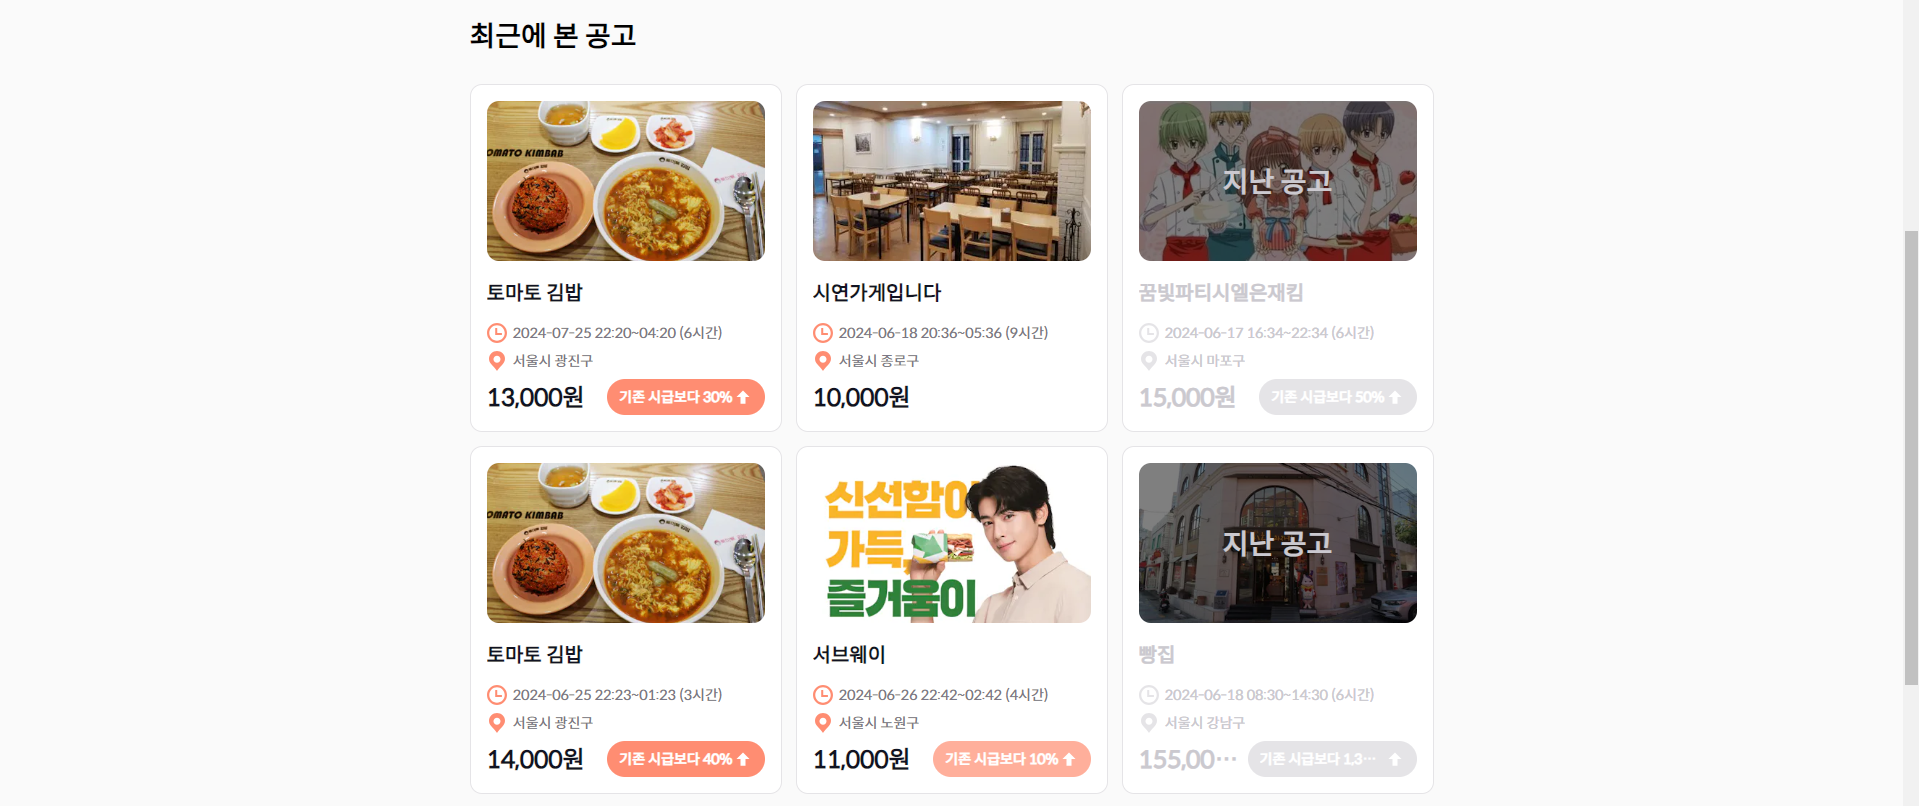 최근에 본 공고
OMATO KIMBAB
토마토 김밥
2024-07-25 22:20~04:20 (6시간)
서울시 광진구
13,000원
기존 시급보다 30%
시연가게입니다
2024-06-18 20:36~05:36 (9시간)
서울시 종로구
10,000원
지난 공고
꿈빛파티시엘은재킴
2024-06-17 16:34~22:34 (6시간)
서울시 마포구
15,000원
기존 시급보다 50%
OMATO KIMBAB
토마토 김밥
2024-06-25 22:23~01:23 (3시간)
서울시 광진구
14,000원
기존 시급보다 40%
신선함이
가득,
즐거움이
서브웨이
2024-06-26 22:42~02:42 (4시간)
서울시 노원구
11,000원
기존 시급보다 10%
지난 공고
빵집
2024-06-18 08:30~14:30 (6시간)
서울시 강남구
155,00…
기존 시급보다 1,3…